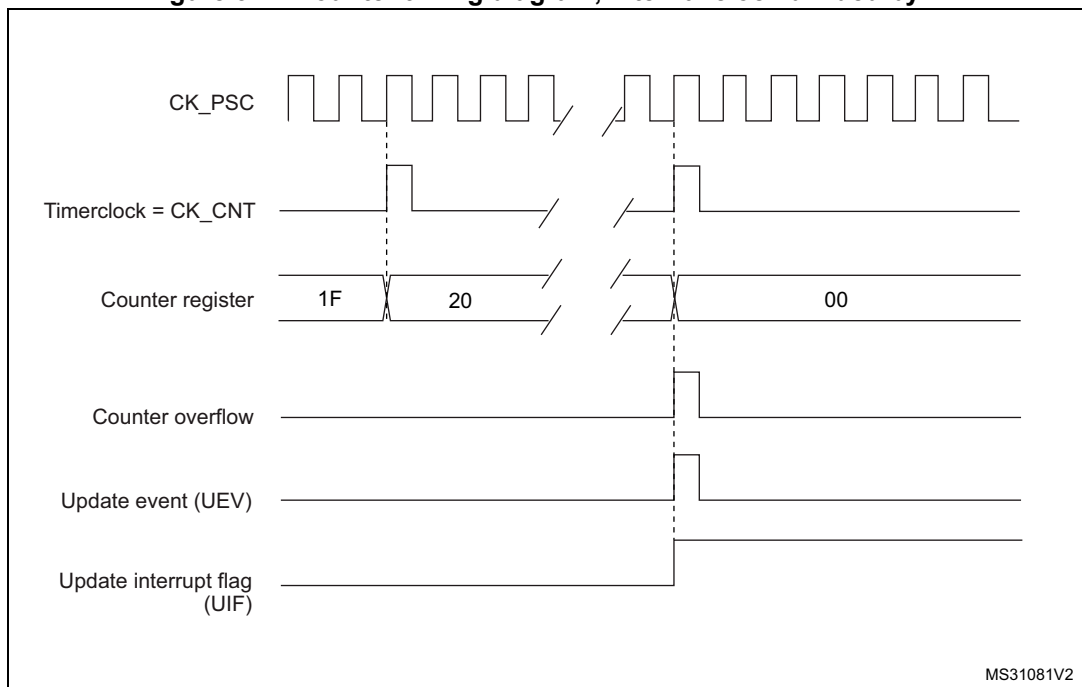 CK_PSC
Timerclock = CK_CNT
Counter register
1F
20
00
Counter overflow
Update event (UEV)
Update interrupt flag
(UIF)
MS31081V2